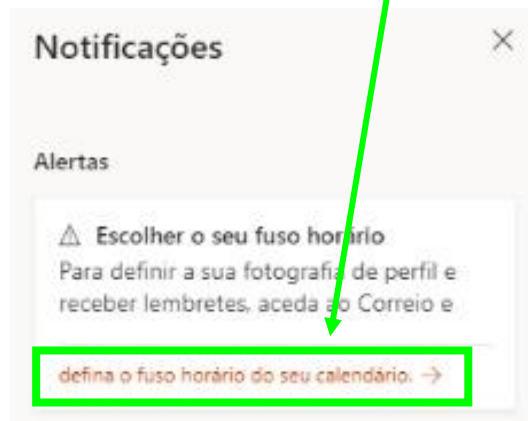 Notificações
Alertas
⚠ Escolher o seu fuso horário
Para definir a sua fotografia de perfil e
receber lembretes, aceda ao Correio e
defina o fuso horário do seu calendário. →